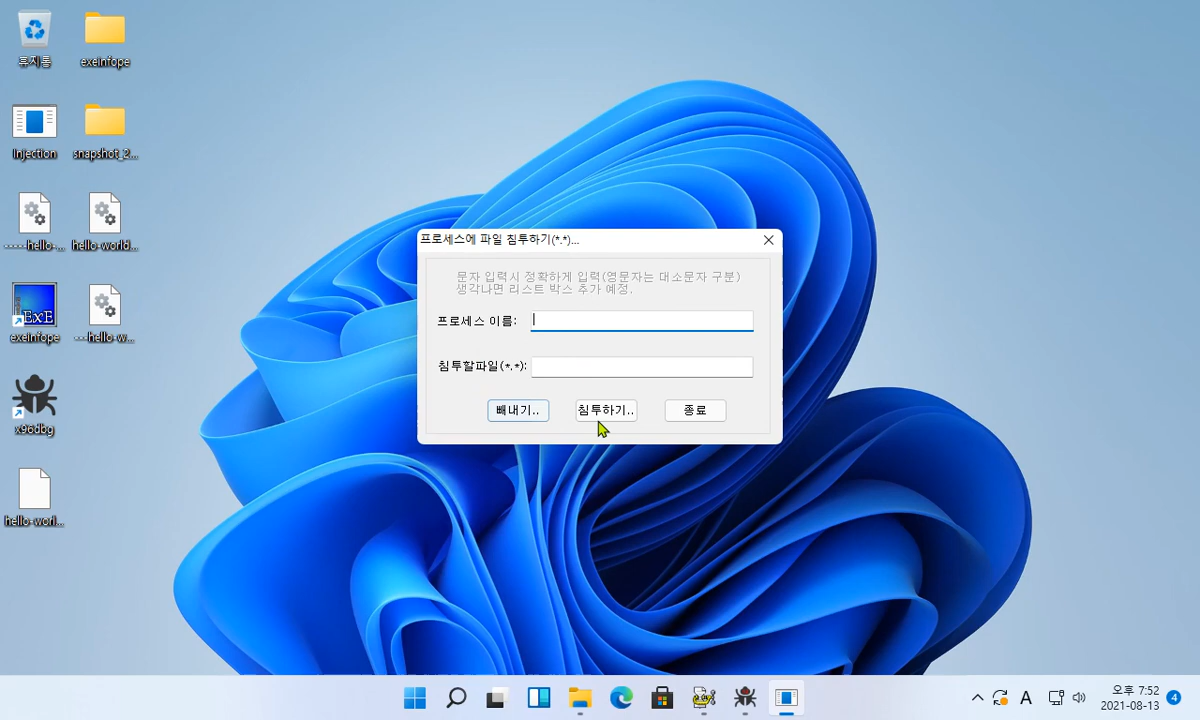 휴지통
exeinfope
Injection
snapshot_2...
-----hello-...
hello-world...
ExE
exeinfope
---hello-w...
x96dbg
hello-worl...
프로세스에 파일 침투하기(*.*)...
문자 입력시 정확하게 입력(영문자는 대소문자 구분)
생각나면 리스트 박스 추가 예정.
프로세스 이름:
침투할파일(*.*):
빼내기..
침투하기..
종료
A
오후 7:52
2021-08-13
4